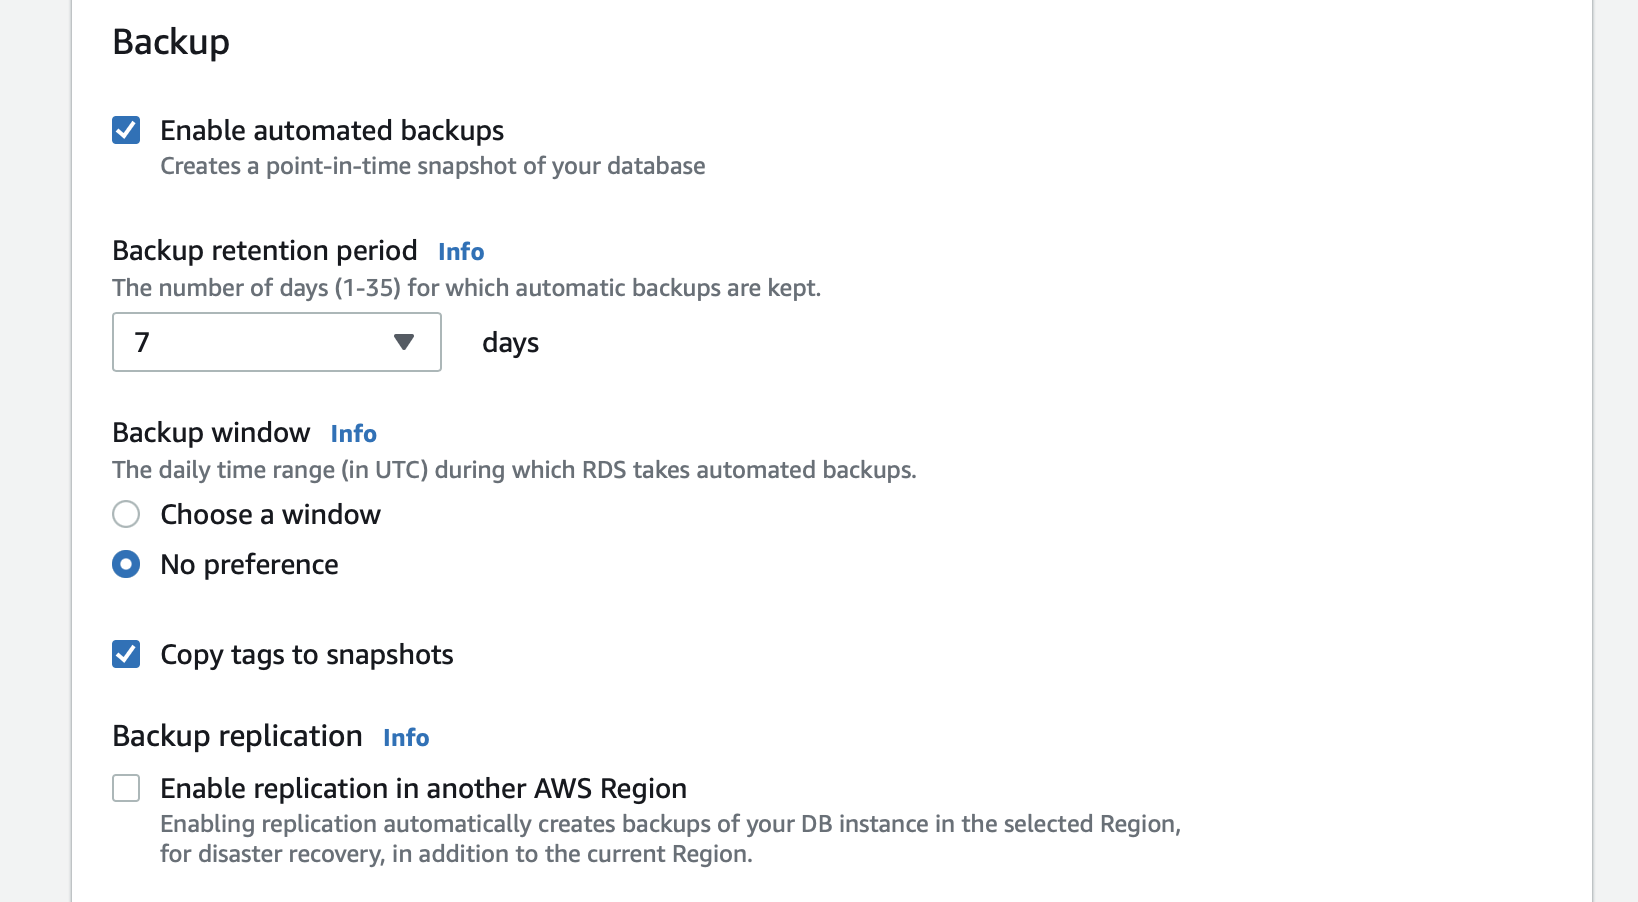 Backup
Enable automated backups
Creates a point-in-time snapshot of your database
Backup retention period Info
The number of days (1-35) for which automatic backups are kept.
7 days
Backup window Info
The daily time range (in UTC) during which RDS takes automated backups.
Choose a window
No preference
Copy tags to snapshots
Backup replication Info
Enable replication in another AWS Region
Enabling replication automatically creates backups of your DB instance in the selected Region,
for disaster recovery, in addition to the current Region.